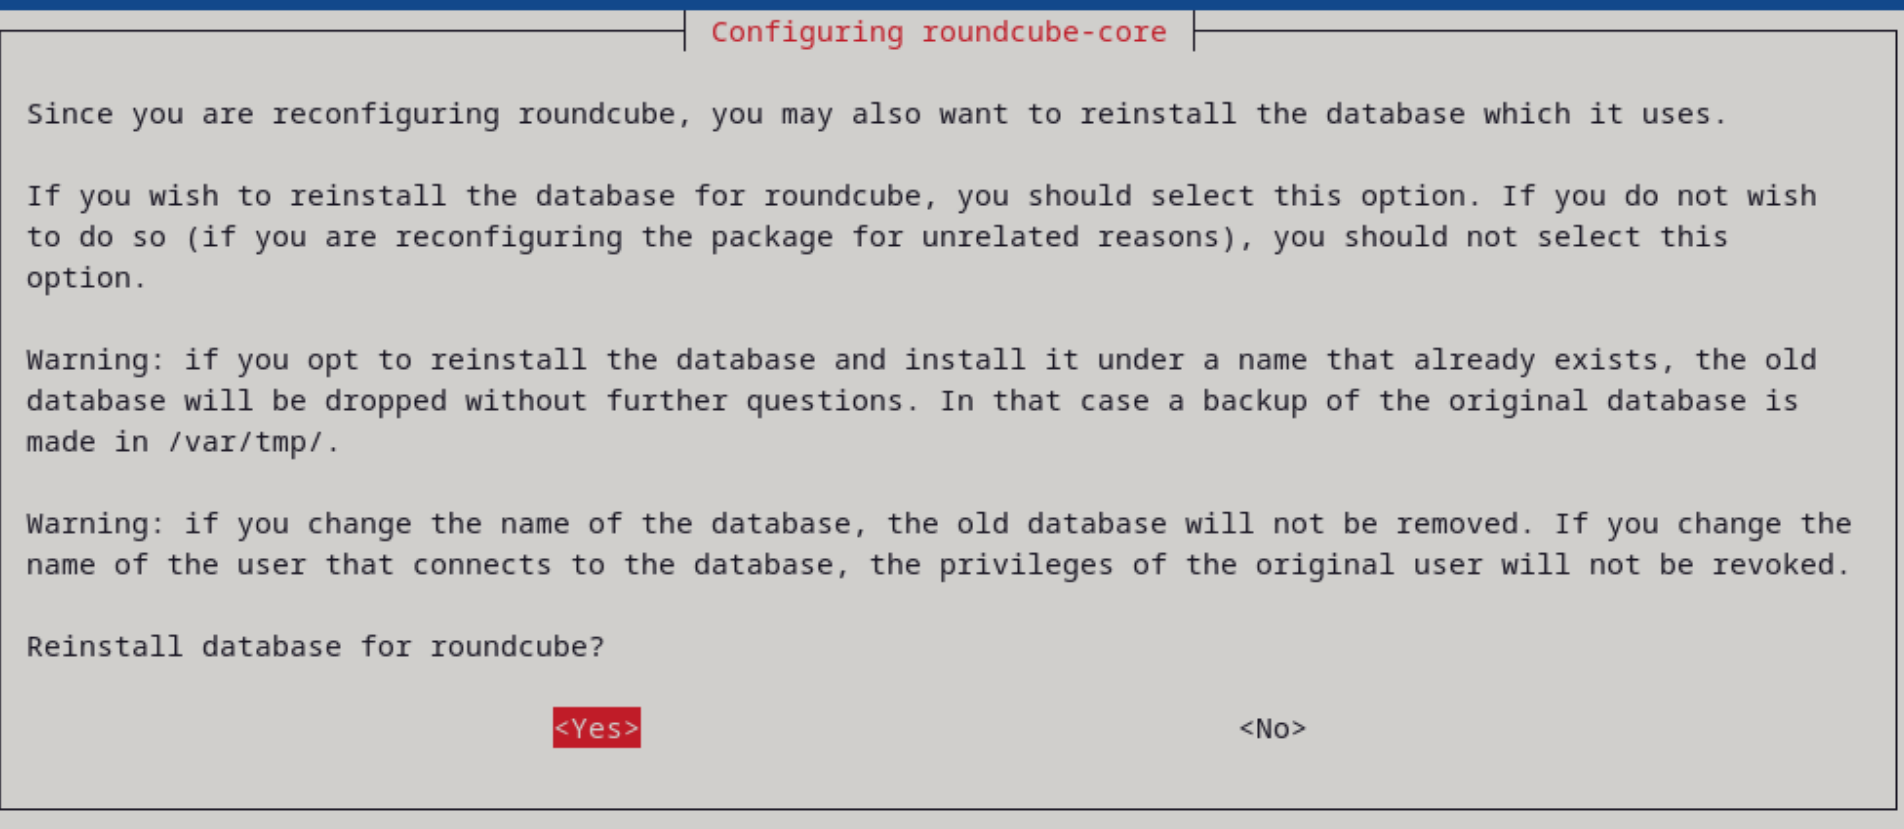 Configuring roundcube-core
Since you are reconfiguring roundcube, you may also want to reinstall the database which it uses.
If you wish to reinstall the database for roundcube, you should select this option. If you do not wish
to do so (if you are reconfiguring the package for unrelated reasons), you should not select this
option.
Warning: if you opt to reinstall the database and install it under a name that already exists, the old
database will be dropped without further questions. In that case a backup of the original database is
made in /var/tmp/.
Warning: if you change the name of the database, the old database will not be removed. If you change the
name of the user that connects to the database, the privileges of the original user will not be revoked.
Reinstall database for roundcube?
<Yes> <No>